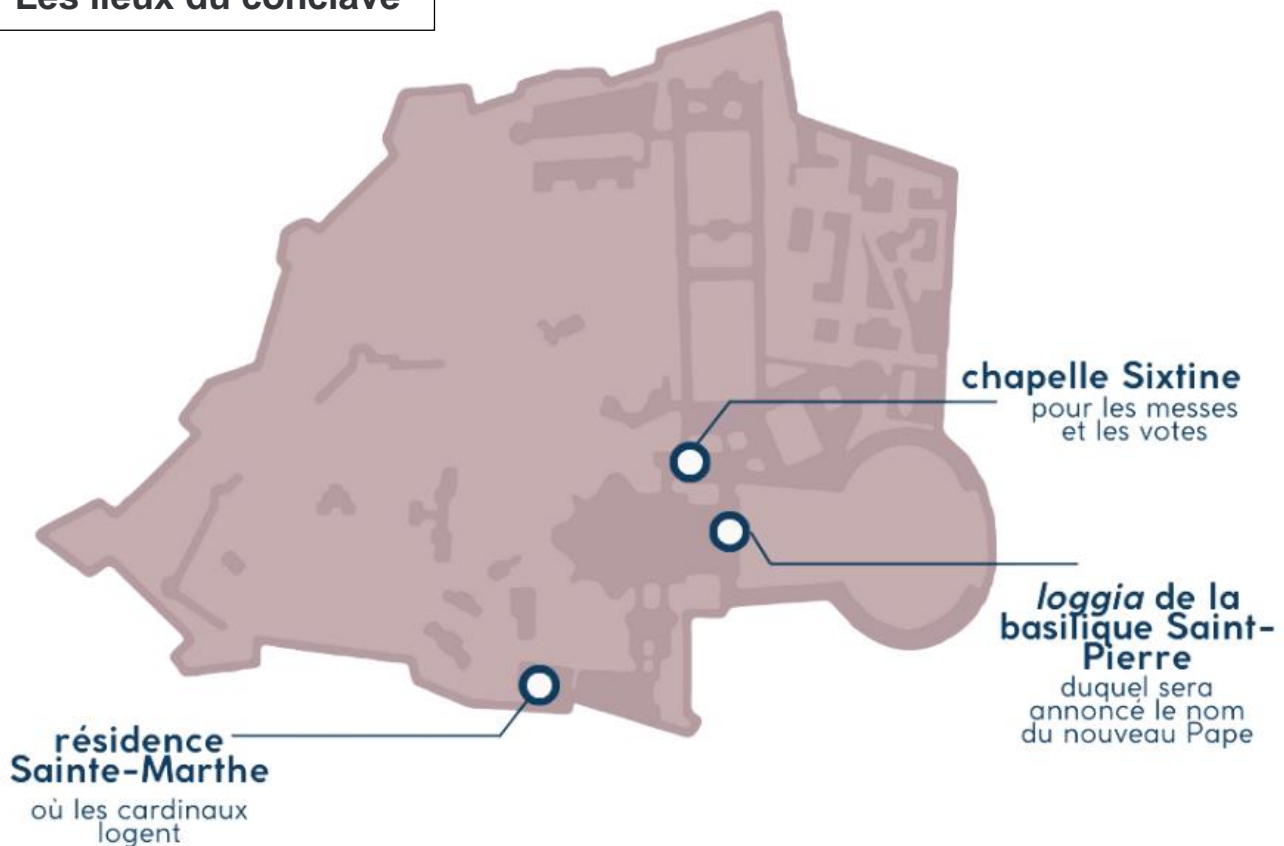 Les lieux du conclave
chapelle Sixtine
pour les messes
et les votes
loggia de la
basilique Saint-
Pierre
duquel sera
annoncé le nom
du nouveau Pape
résidence
Sainte-Marthe
où les cardinaux
logent